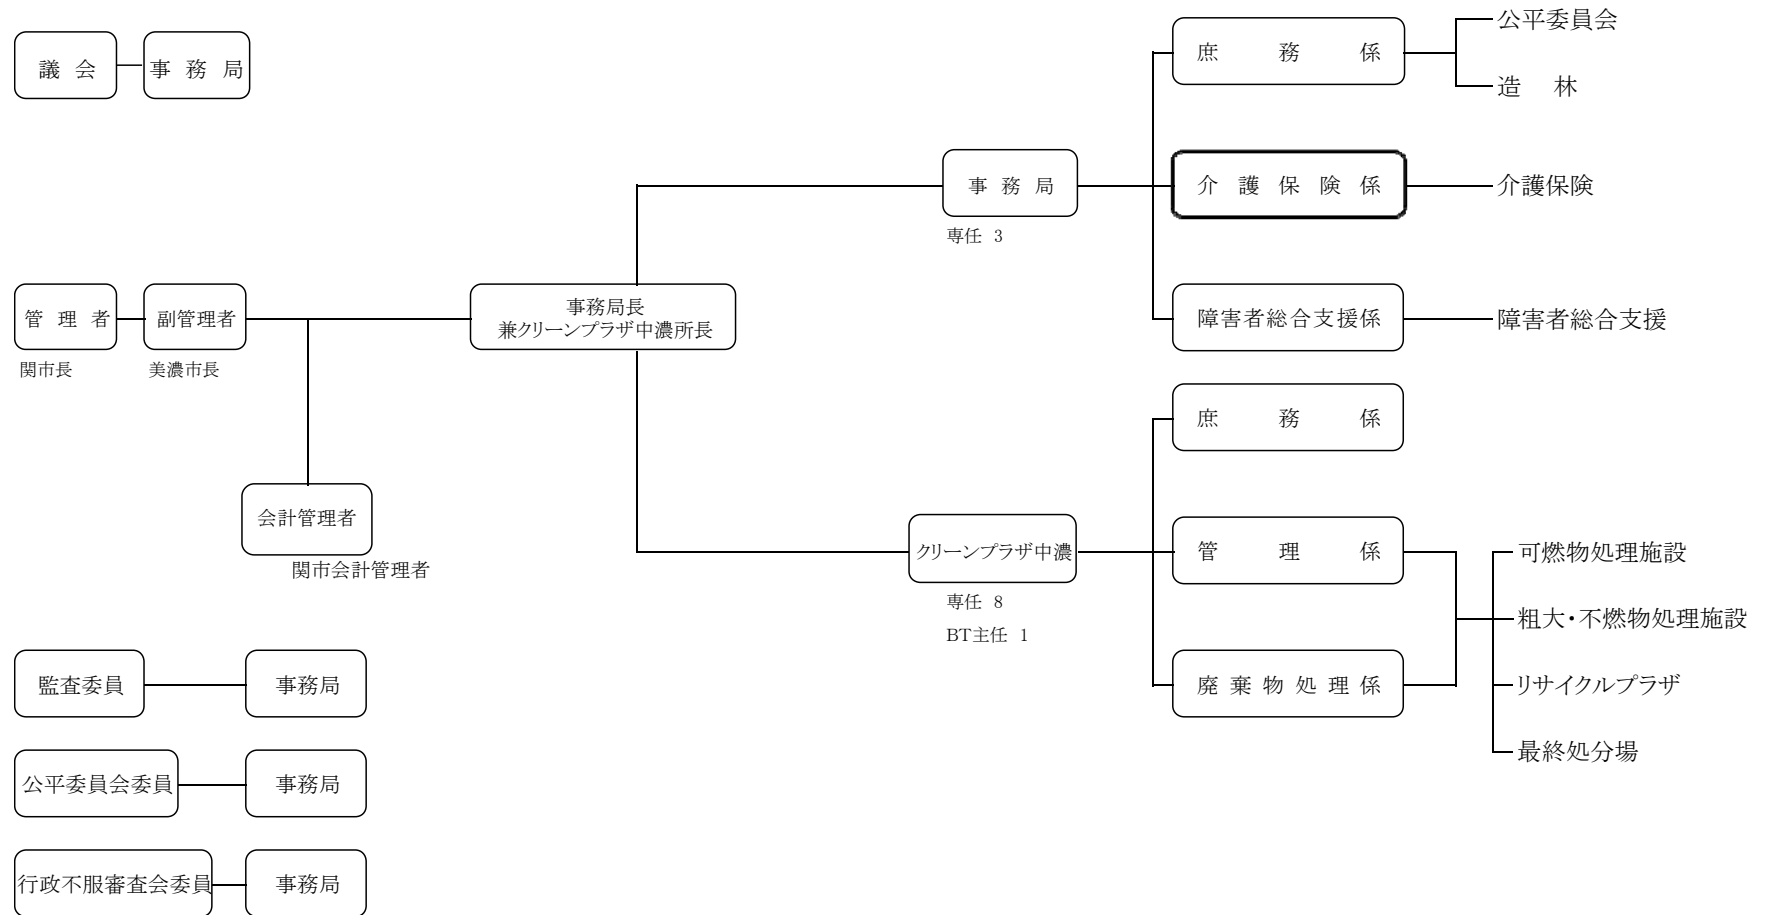 議 会
事 務 局
管 理 者
関市長
副管理者
美濃市長
会計管理者
関市会計管理者
事務局長
兼クリーンプラザ中濃所長
事 務 局
専任 3
庶 務 係
公平委員会
造 林
介 護 保 険 係
介護保険
障害者総合支援係
障害者総合支援
クリーンプラザ中濃
専任 8
BT主任 1
庶 務 係
管 理 係
廃 棄 物 処 理 係
可燃物処理施設
粗大・不燃物処理施設
リサイクルプラザ
最終処分場
監査委員
事務局
公平委員会委員
事務局
行政不服審査会委員
事務局